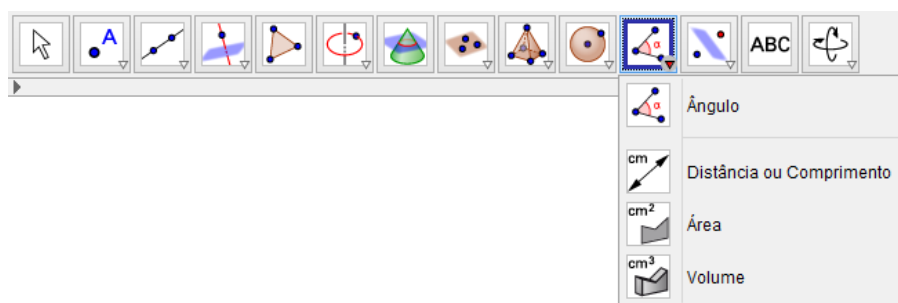 A
α
ABC
α
Ângulo
cm
Distância ou Comprimento
cm²
Área
cm³
Volume